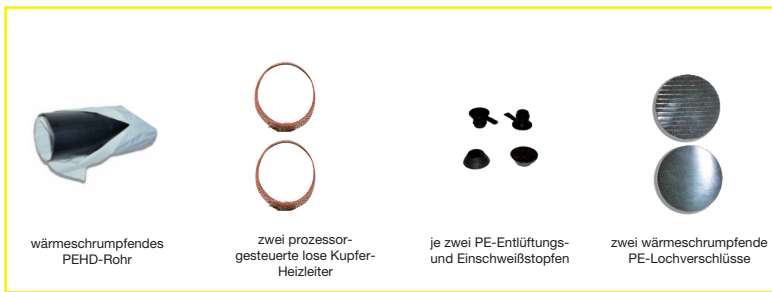 wärmeschrumpfendes
PEHD-Rohr
zwei prozessor-
gesteuerte lose Kupfer-
Heizleiter
je zwei PE-Entlüftungs-
und Einschweißstopfen
zwei wärmeschrumpfende
PE-Lochverschlüsse